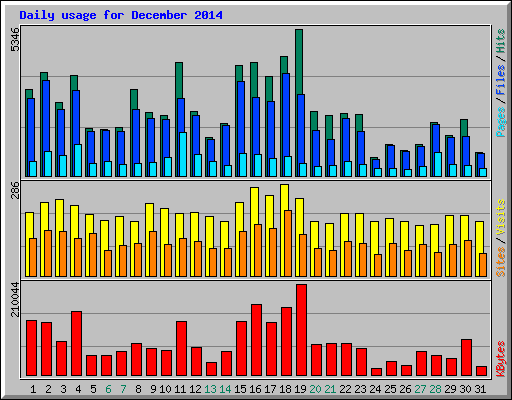 Daily usage for December 2014
5346
Pages / Files / Hits
286
Sites / Visits
210044
KBytes
1 2 3 4 5 6 7 8 9 10 11 12 13 14 15 16 17 18 19 20 21 22 23 24 25 26 27 28 29 30 31